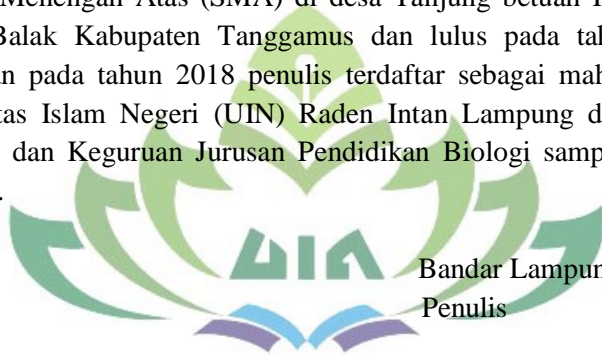 Menengah Atas (SMA) di desa Tanjung betuah
Balak Kabupaten Tanggamus dan lulus pada
pada tahun 2018 penulis terdaftar sebagai
Islam Negeri (UIN) Raden Intan Lampung
dan Keguruan Jurusan Pendidikan Biologi
.
UIN
Bandar
Penulis